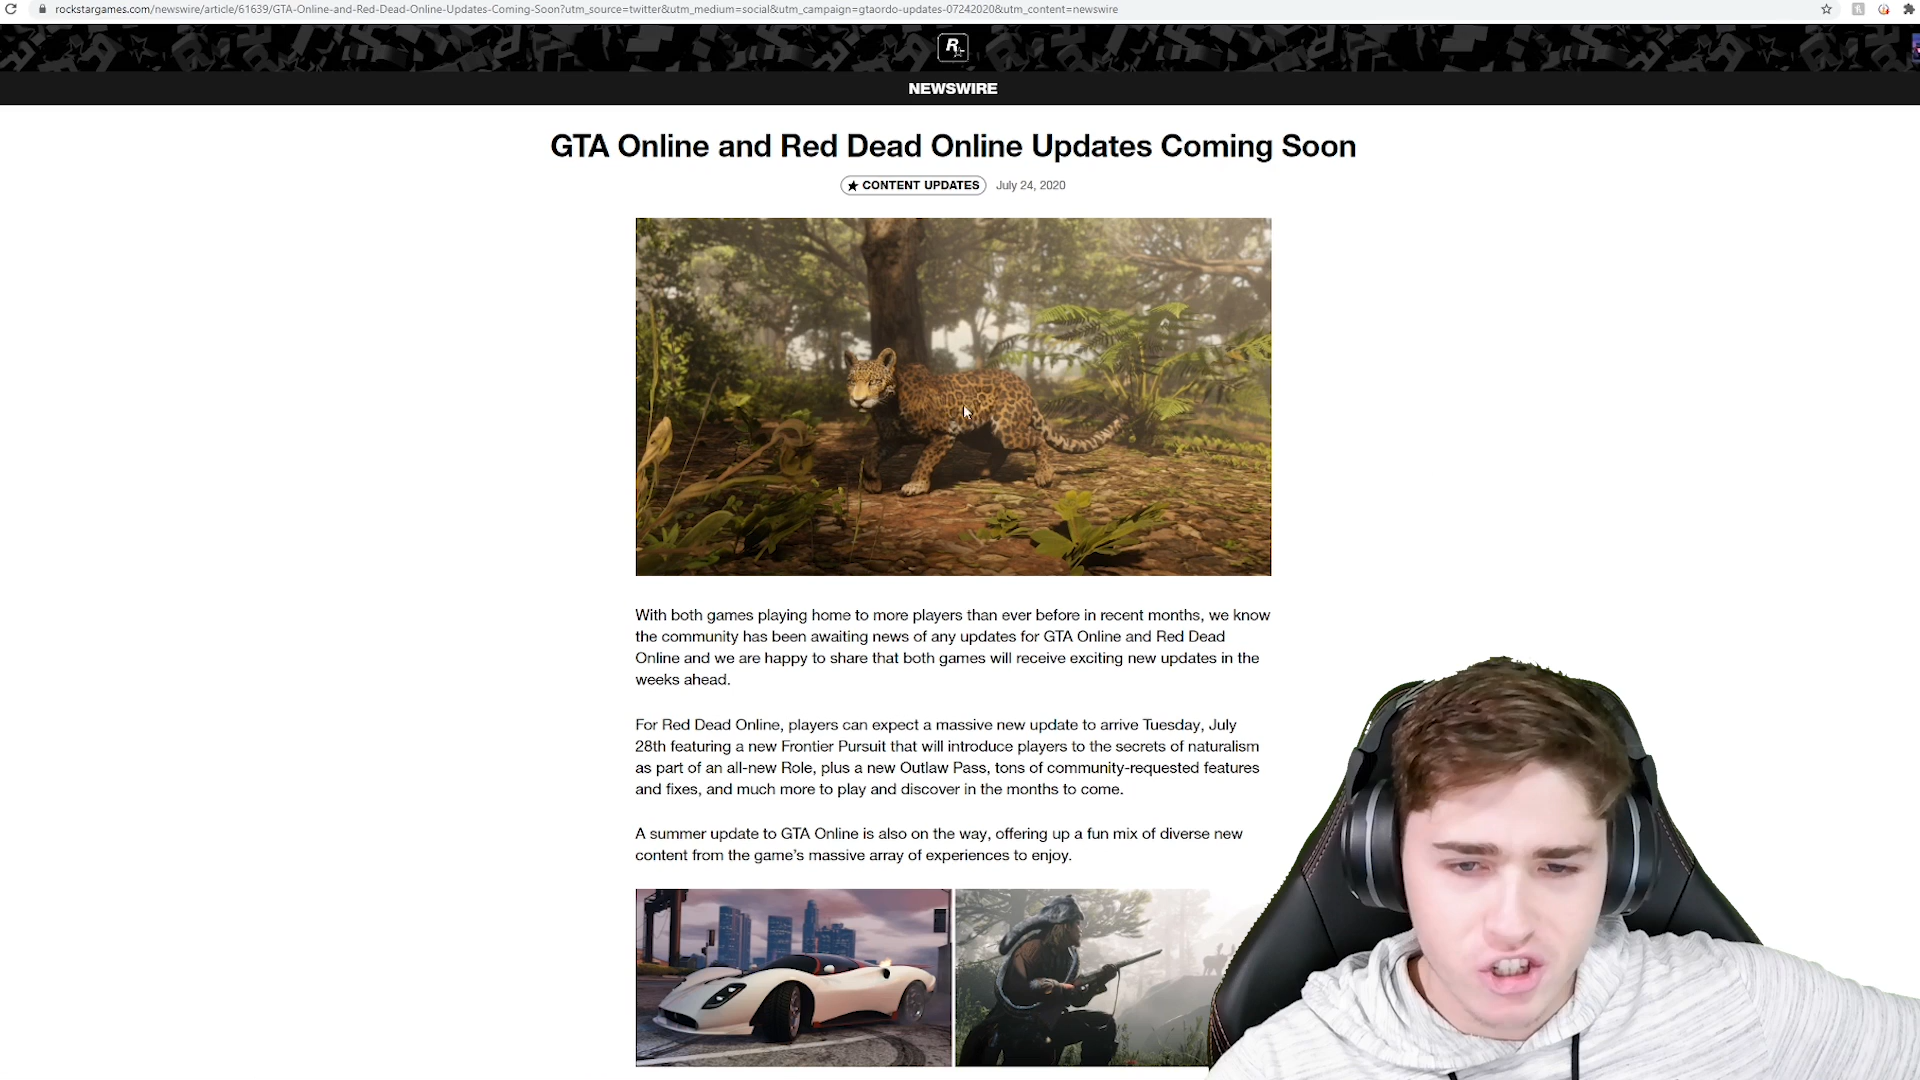 rockstargames.com/newswire/article/61639/GTA-Online-and-Red-Dead-Online-Updates-Coming-Soon?utm_source=twitter&utm_medium=social&utm_campaign=gtaordo-updates-07242020&utm_content=newswire
R
NEWSWIRE
GTA Online and Red Dead Online Updates Coming Soon
★ CONTENT UPDATES July 24, 2020
With both games playing home to more players than ever before in recent months, we know
the community has been awaiting news of any updates for GTA Online and Red Dead
Online and we are happy to share that both games will receive exciting new updates in the
weeks ahead.
For Red Dead Online, players can expect a massive new update to arrive Tuesday, July
28th featuring a new Frontier Pursuit that will introduce players to the secrets of naturalism
as part of an all-new Role, plus a new Outlaw Pass, tons of community-requested features
and fixes, and much more to play and discover in the months to come.
A summer update to GTA Online is also on the way, offering up a fun mix of diverse new
content from the game's massive array of experiences to enjoy.